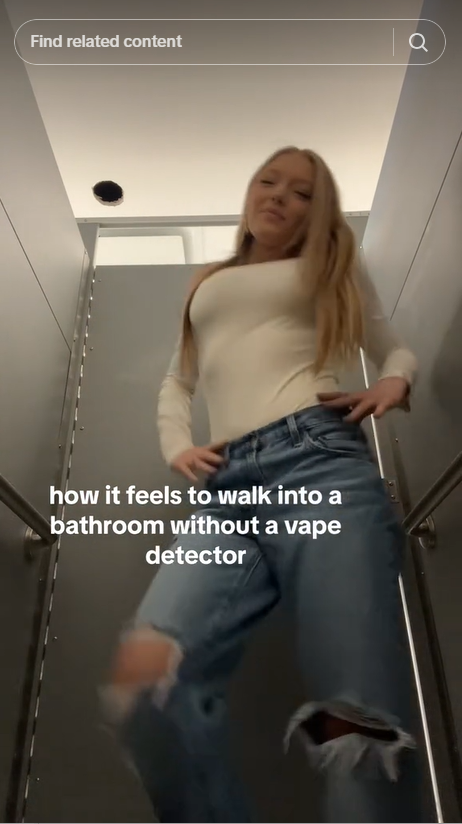 Find related content
how it feels to walk into a
bathroom without a vape
detector